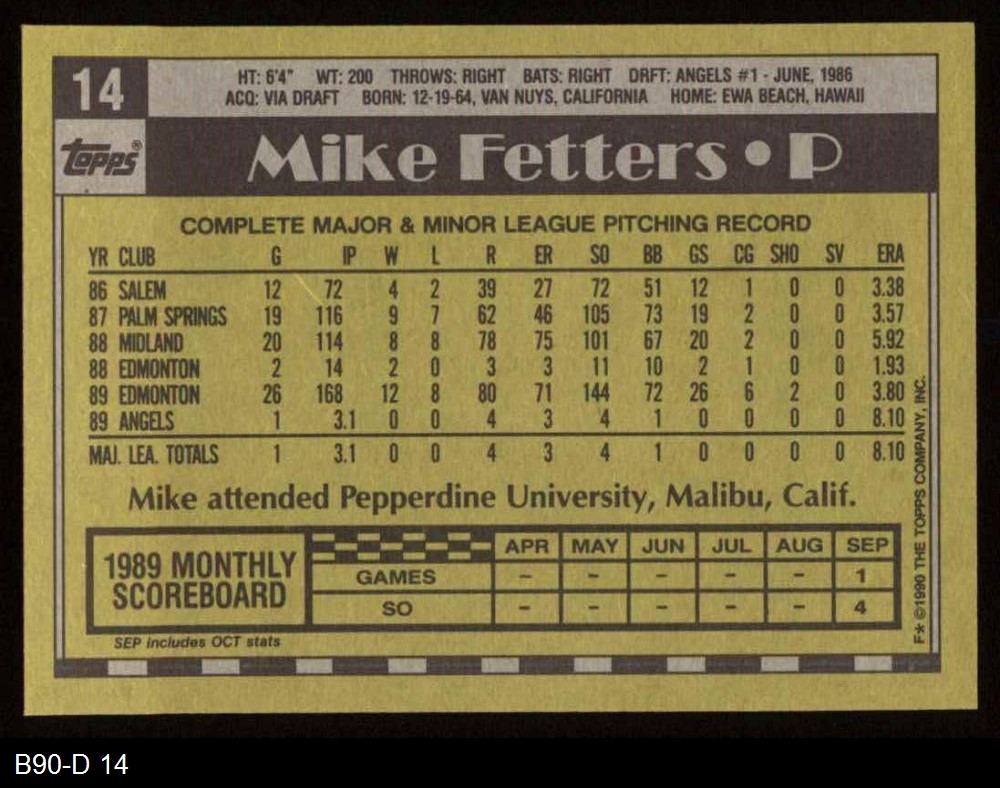 14
HT: 6'4" WT: 200 THROWS: RIGHT BATS: RIGHT DRFT: ANGELS #1 - JUNE, 1986
ACQ: VIA DRAFT BORN: 12-19-64, VAN NUYS, CALIFORNIA HOME: EWA BEACH, HAWAII
topps®
Mike Fetters • P
COMPLETE MAJOR & MINOR LEAGUE PITCHING RECORD
YR CLUB G IP W L R ER SO BB GS CG SHO SV ERA
86 SALEM 12 72 4 2 39 27 72 51 12 1 0 0 3.38
87 PALM SPRINGS 19 116 9 7 62 46 105 73 19 2 0 0 3.57
88 MIDLAND 20 114 8 8 78 75 101 67 20 2 0 0 5.92
88 EDMONTON 2 14 2 0 3 3 11 10 2 1 0 0 1.93
89 EDMONTON 26 168 12 8 80 71 144 72 26 6 2 0 3.80
89 ANGELS 1 3.1 0 0 4 3 4 1 0 0 0 0 8.10
MAJ. LEA. TOTALS 1 3.1 0 0 4 3 4 1 0 0 0 0 8.10
Mike attended Pepperdine University, Malibu, Calif.
1989 MONTHLY
SCOREBOARD
APR MAY JUN JUL AUG SEP
GAMES - - - - - 1
SO - - - - - 4
SEP includes OCT stats
F* ©1990 THE TOPPS COMPANY, INC.
B90-D 14